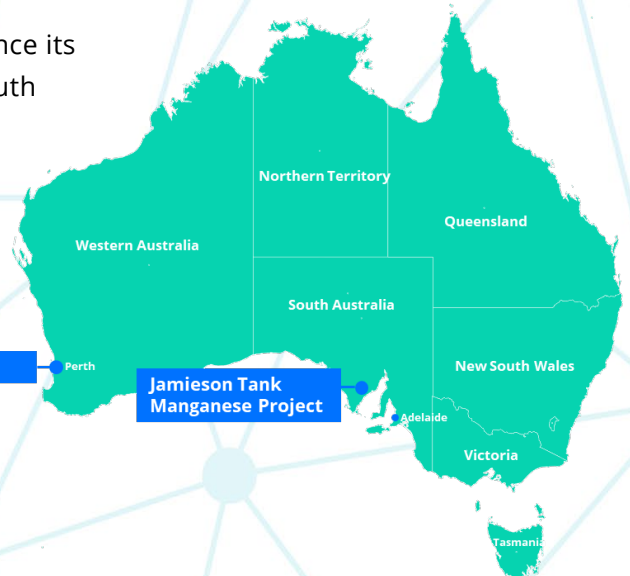 nce its
uth
Northern Territory
Queensland
Western Australia
South Australia
Perth
New South Wales
Jamieson Tank
Manganese Project
Adelaide
Victoria
Tasmania